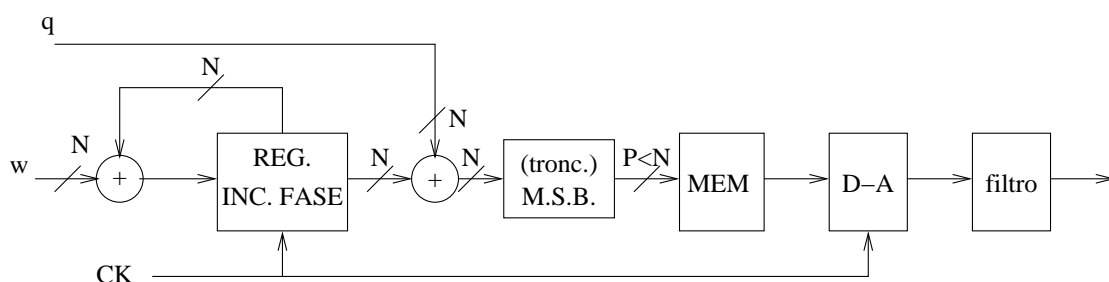 q
N
N
w
+
REG.
INC. FASE
N
N
+
N
(tronc.)
M.S.B.
P<N
MEM
D–A
filtro
CK